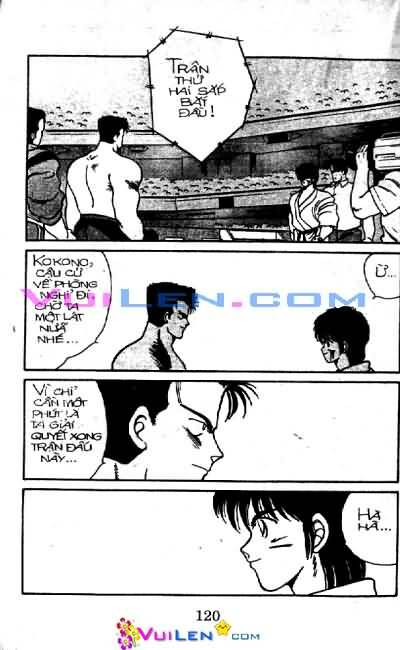 TRẬN
THỨ
HAI SẮP
BẮT
ĐẦU!
KOKONO,
CẬU CỨ
VỀ PHÒNG
NGHỈ ĐI,
CHỜ TA
MỘT LÁT
NỮA
NHÉ...
Ừ...
VUILEN.COM
VÌ CHỈ
CẦN MỘT
PHÚT LÀ
TA GIẢI
QUYẾT XONG
TRẬN ĐẤU
NÀY...
HA
HẢ...
120
VUILEN.COM